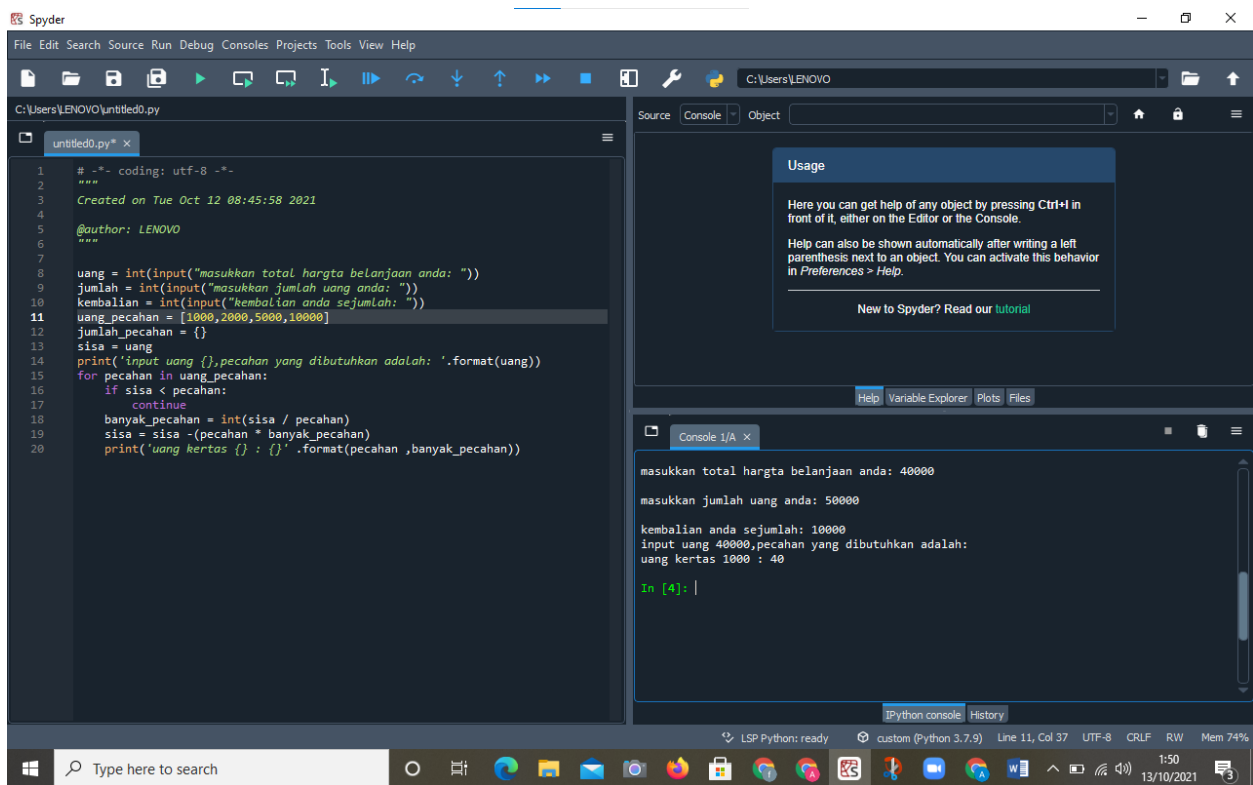 Spyder
File Edit Search Source Run Debug Consoles Projects Tools View Help
C:\Users\LENOVO
C:\Users\LENOVO\untitled0.py
Source Console Object
untitled0.py*
1 # -*- coding: utf-8 -*-
2 """
3 Created on Tue Oct 12 08:45:58 2021
4
5 @author: LENOVO
6 """
7
8 uang = int(input("masukkan total hargta belanjaan anda: "))
9 jumlah = int(input("masukkan jumlah uang anda: "))
10 kembalian = int(input("kembalian anda sejumlah: "))
11 uang_pecahan = [1000,2000,5000,10000]
12 jumlah_pecahan = {}
13 sisa = uang
14 print('input uang {},pecahan yang dibutuhkan adalah: '.format(uang))
15 for pecahan in uang_pecahan:
16 if sisa < pecahan:
17 continue
18 banyak_pecahan = int(sisa / pecahan)
19 sisa = sisa -(pecahan * banyak_pecahan)
20 print('uang kertas {} : {}' .format(pecahan ,banyak_pecahan))
Usage
Here you can get help of any object by pressing Ctrl+I in
front of it, either on the Editor or the Console.
Help can also be shown automatically after writing a left
parenthesis next to an object. You can activate this behavior
in Preferences > Help.
New to Spyder? Read our tutorial
Help Variable Explorer Plots Files
Console 1/A
masukkan total hargta belanjaan anda: 40000
masukkan jumlah uang anda: 50000
kembalian anda sejumlah: 10000
input uang 40000,pecahan yang dibutuhkan adalah:
uang kertas 1000 : 40
In [4]:
IPython console History
LSP Python: ready custom (Python 3.7.9) Line 11, Col 37 UTF-8 CRLF RW Mem 74%
Type here to search
1:50
13/10/2021
3